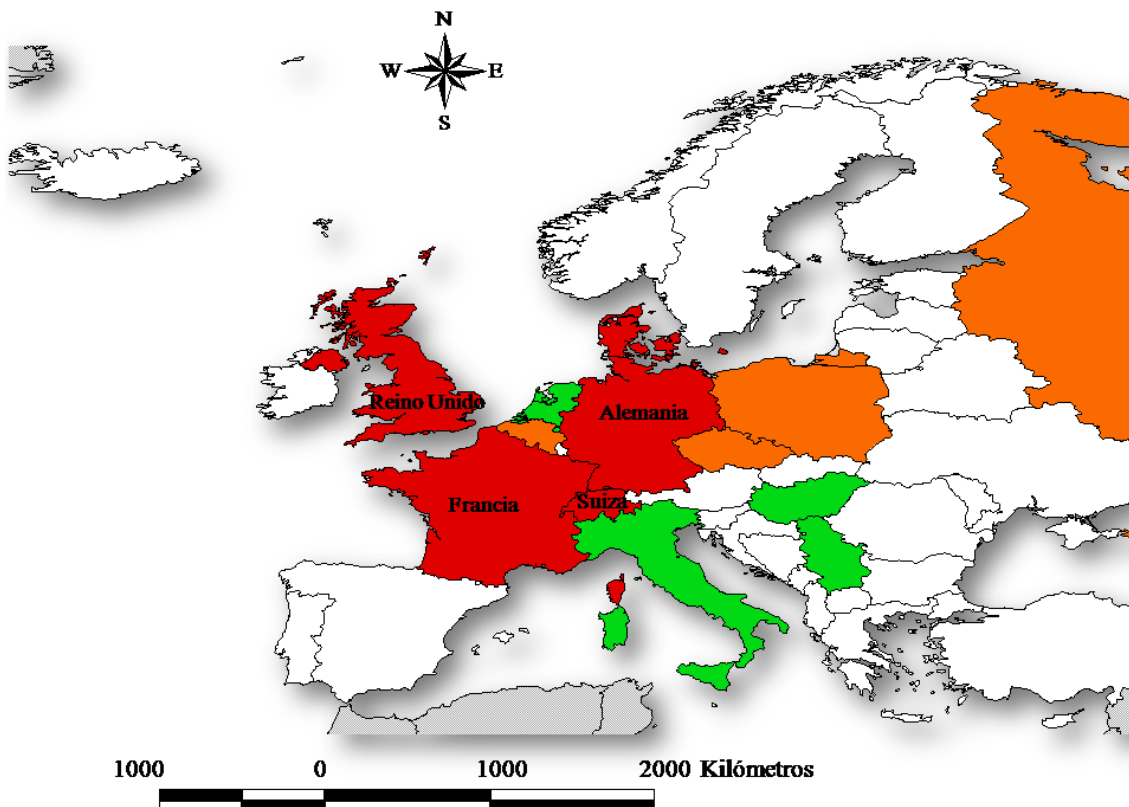 N
W E
S
Reino Unido
Alemania
Francia
Suiza
1000 0 1000 2000 Kilómetros